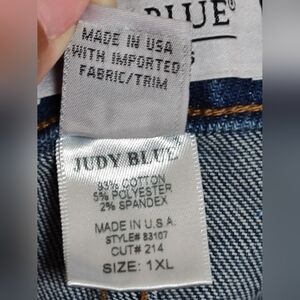 BLUE®
MADE IN USA
WITH IMPORTED
FABRIC/TRIM
JUDY BLUE
93% COTTON
5% POLYESTER
2% SPANDEX
MADE IN U.S.A.
STYLE# 83107
CUT# 214
SIZE: 1XL